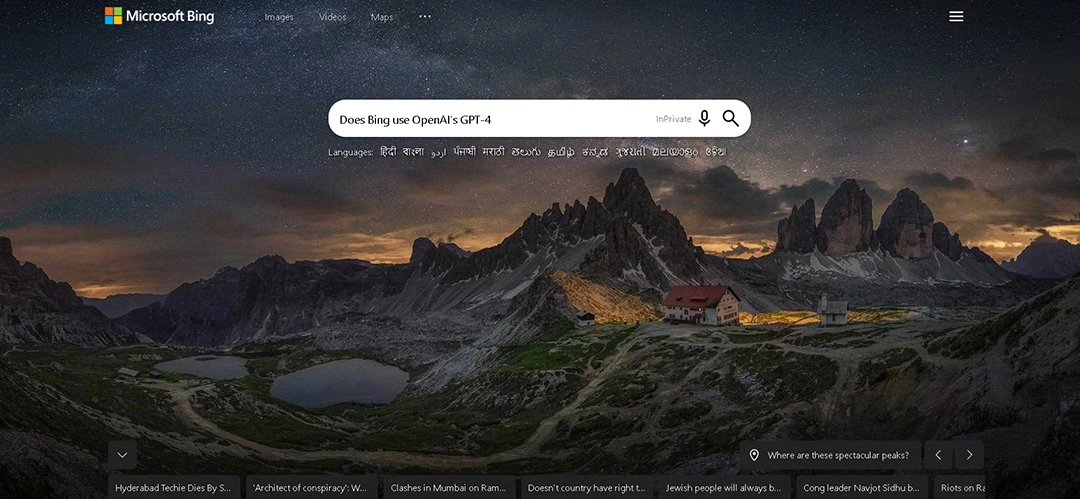 Microsoft Bing Images Videos Maps ...
Does Bing use OpenAI's GPT-4 InPrivate
Languages: हिंदी বাংলা اردو ਪੰਜਾਬੀ मराठी తెలుగు தமிழ் ಕನ್ನಡ ગુજરાતી മലയാളം ଓଡ଼ିଆ
Where are these spectacular peaks?
Hyderabad Techie Dies By S... 'Architect of conspiracy': W... Clashes in Mumbai on Ram... Doesn't country have right t... Jewish people will always b... Cong leader Navjot Sidhu b... Riots on Ra